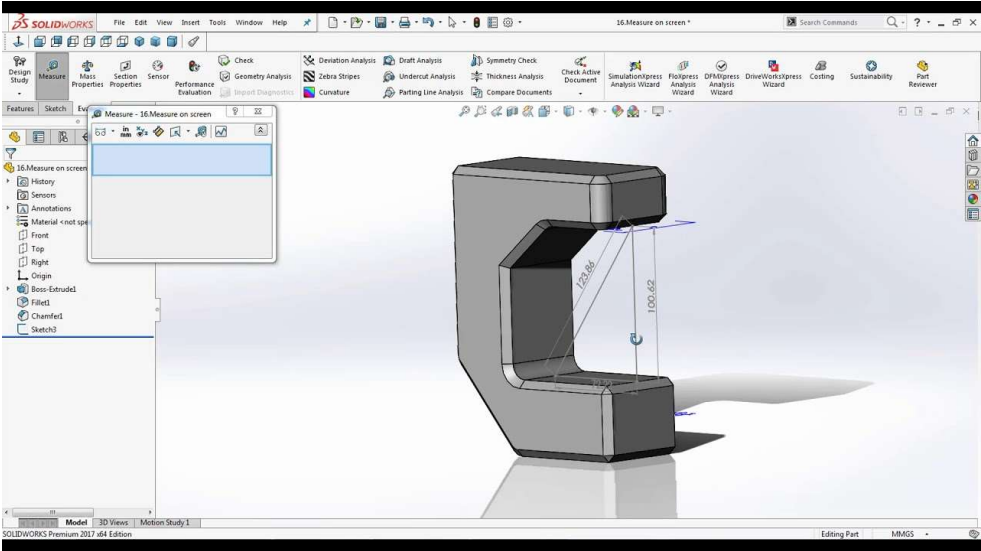 SOLIDWORKS File Edit View Insert Tools Window Help 16.Measure on screen * Search Commands
Design Study Measure Mass Properties Section Properties Sensor Performance Evaluation
Check Geometry Analysis Import Diagnostics
Deviation Analysis Zebra Stripes Curvature
Draft Analysis Undercut Analysis Parting Line Analysis
Symmetry Check Thickness Analysis Compare Documents
Check Active Document SimulationXpress Analysis Wizard FloXpress Analysis Wizard DFMXpress Analysis Wizard DriveWorksXpress Wizard Costing Sustainability Part Reviewer
Features Sketch
Measure - 16.Measure on screen
in mm
16.Measure on screen
History
Sensors
Annotations
Material <not spe
Front
Top
Right
Origin
Boss-Extrude1
Fillet1
Chamfer1
Sketch3
123.86
100.62
Model 3D Views Motion Study 1
SOLIDWORKS Premium 2017 x64 Edition Editing Part MMGS